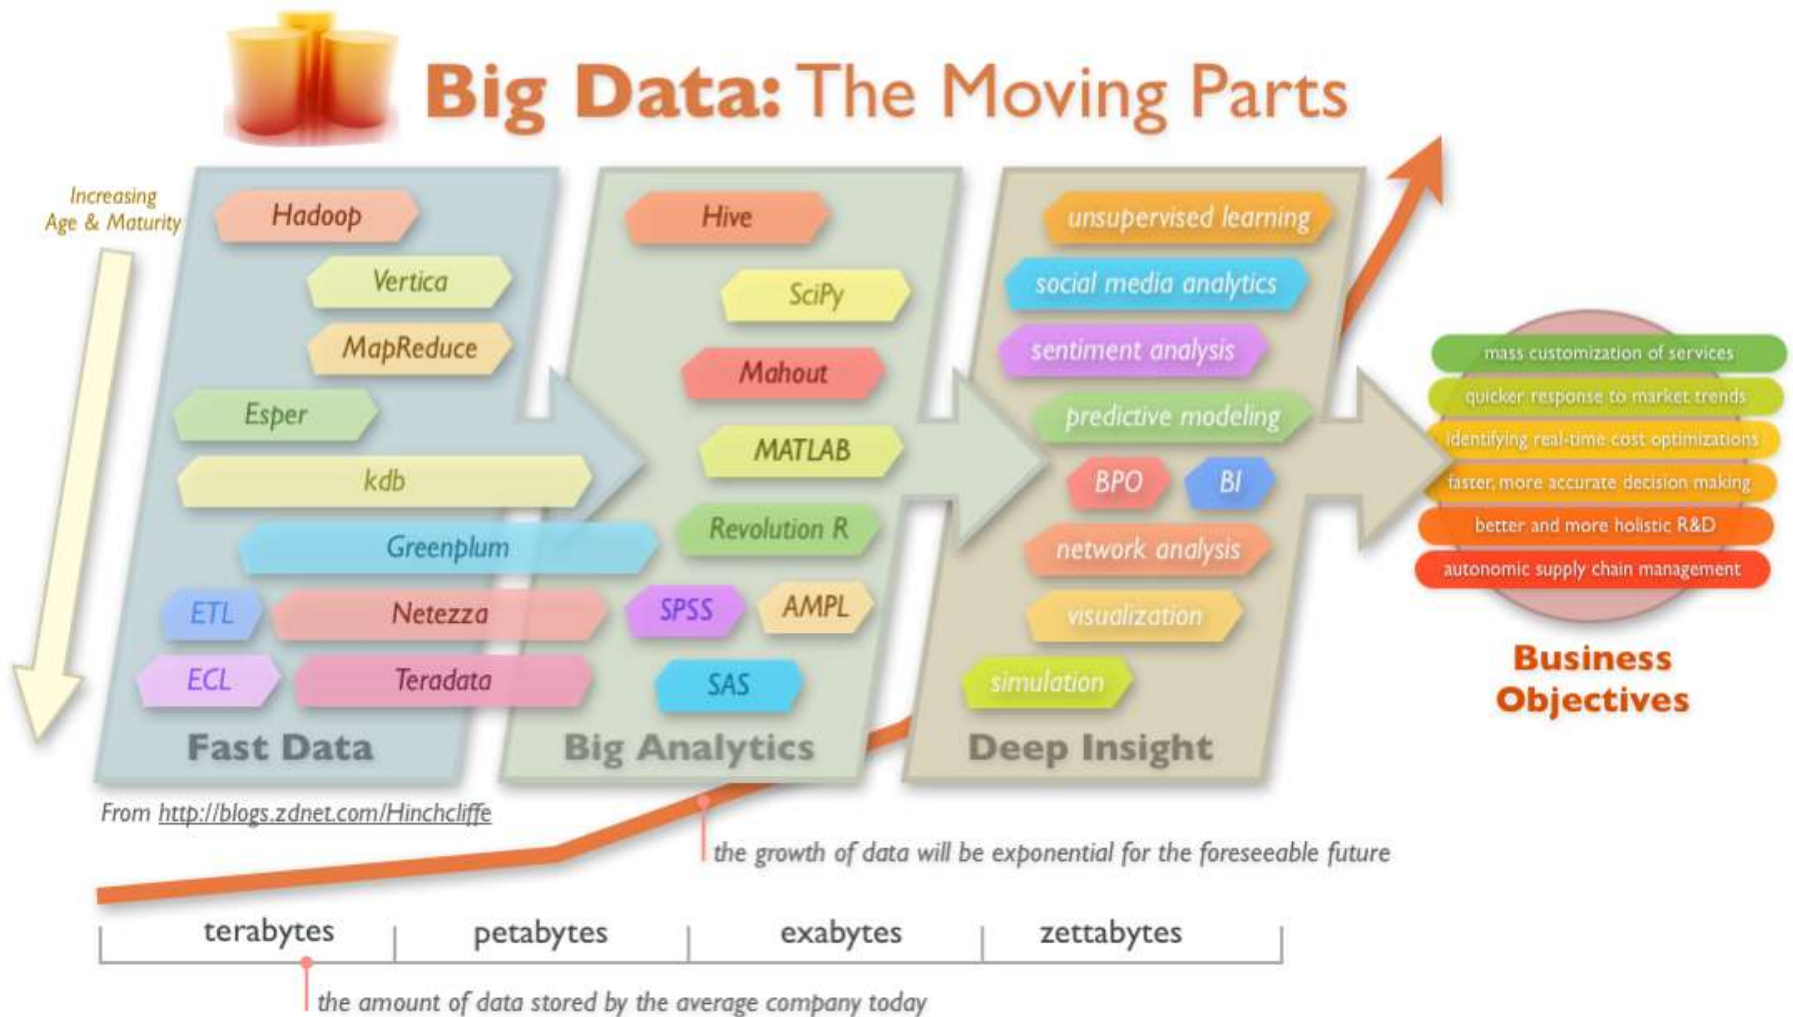 Big Data: The Moving Parts
Increasing
Age & Maturity
Hadoop
Vertica
MapReduce
Esper
kdb
Greenplum
ETL
Netezza
ECL
Teradata
Fast Data
Hive
SciPy
Mahout
MATLAB
Revolution R
SPSS
AMPL
SAS
Big Analytics
unsupervised learning
social media analytics
sentiment analysis
predictive modeling
BPO
BI
network analysis
visualization
simulation
Deep Insight
mass customization of services
quicker response to market trends
identifying real-time cost optimizations
faster, more accurate decision making
better and more holistic R&D
autonomic supply chain management
Business
Objectives
From http://blogs.zdnet.com/Hinchcliffe
the growth of data will be exponential for the foreseeable future
terabytes
petabytes
exabytes
zettabytes
the amount of data stored by the average company today